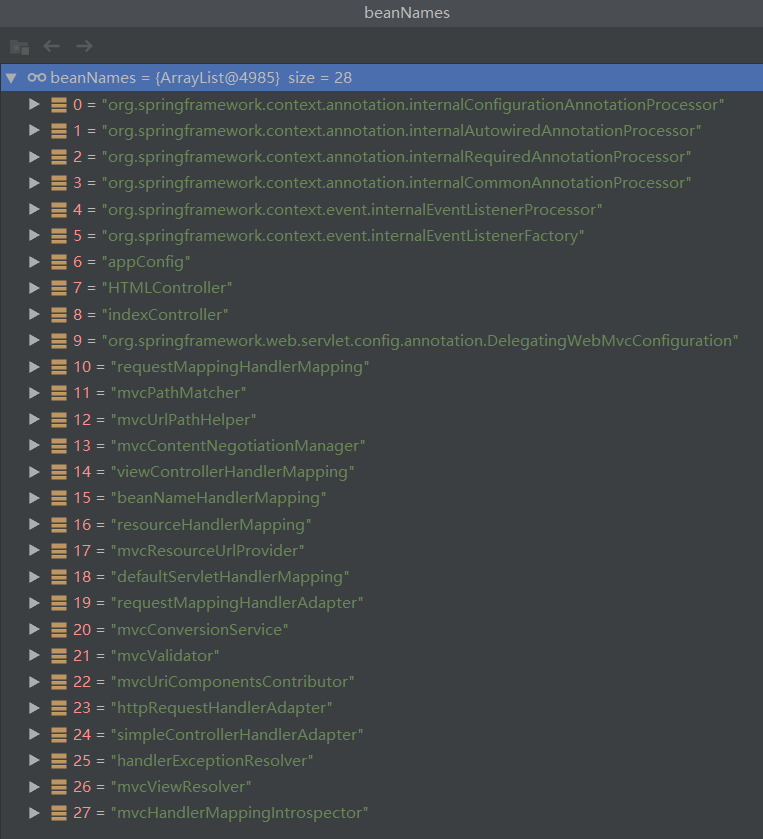 beanNames
beanNames = {ArrayList@4985} size = 28
0 = "org.springframework.context.annotation.internalConfigurationAnnotationProcessor"
1 = "org.springframework.context.annotation.internalAutowiredAnnotationProcessor"
2 = "org.springframework.context.annotation.internalRequiredAnnotationProcessor"
3 = "org.springframework.context.annotation.internalCommonAnnotationProcessor"
4 = "org.springframework.context.event.internalEventListenerProcessor"
5 = "org.springframework.context.event.internalEventListenerFactory"
6 = "appConfig"
7 = "HTMLController"
8 = "indexController"
9 = "org.springframework.web.servlet.config.annotation.DelegatingWebMvcConfiguration"
10 = "requestMappingHandlerMapping"
11 = "mvcPathMatcher"
12 = "mvcUrlPathHelper"
13 = "mvcContentNegotiationManager"
14 = "viewControllerHandlerMapping"
15 = "beanNameHandlerMapping"
16 = "resourceHandlerMapping"
17 = "mvcResourceUrlProvider"
18 = "defaultServletHandlerMapping"
19 = "requestMappingHandlerAdapter"
20 = "mvcConversionService"
21 = "mvcValidator"
22 = "mvcUriComponentsContributor"
23 = "httpRequestHandlerAdapter"
24 = "simpleControllerHandlerAdapter"
25 = "handlerExceptionResolver"
26 = "mvcViewResolver"
27 = "mvcHandlerMappingIntrospector"